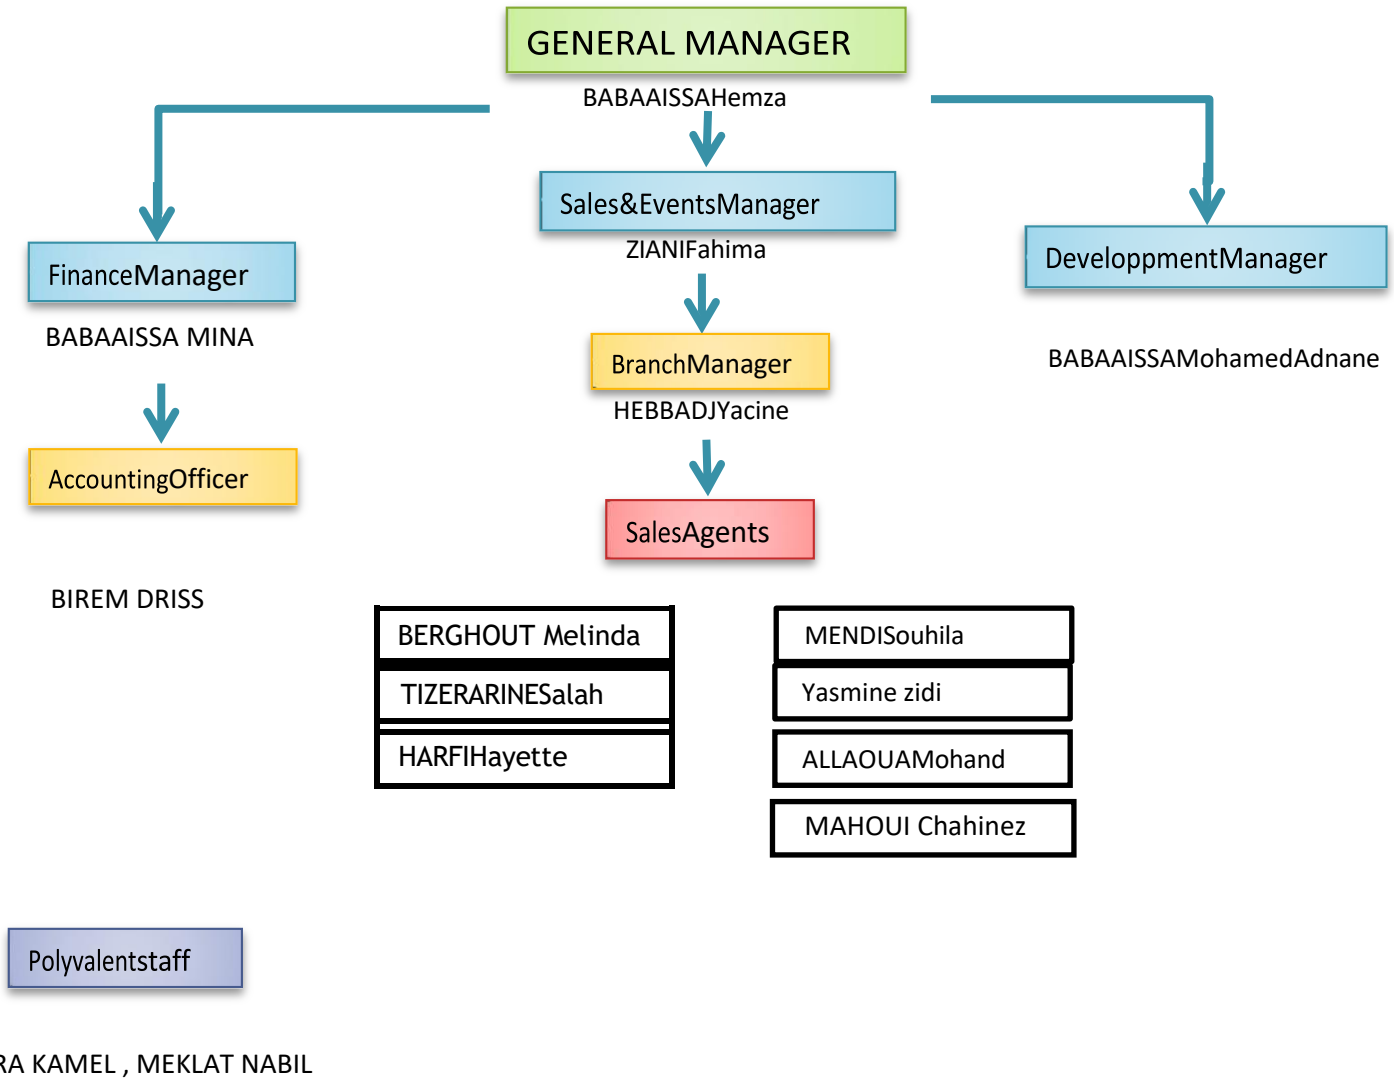 GENERAL MANAGER
BABAAISSAHemza
Sales&EventsManager
ZIANIFahima
FinanceManager
BABAAISSA MINA
DeveloppmentManager
BABAAISSAMohamedAdnane
BranchManager
HEBBADJYacine
AccountingOfficer
BIREM DRISS
SalesAgents
BERGHOUT Melinda
TIZERARINESalah
HARFIHayette
MENDISouhila
Yasmine zidi
ALLAOUAMohand
MAHOUI Chahinez
Polyvalentstaff
RA KAMEL , MEKLAT NABIL